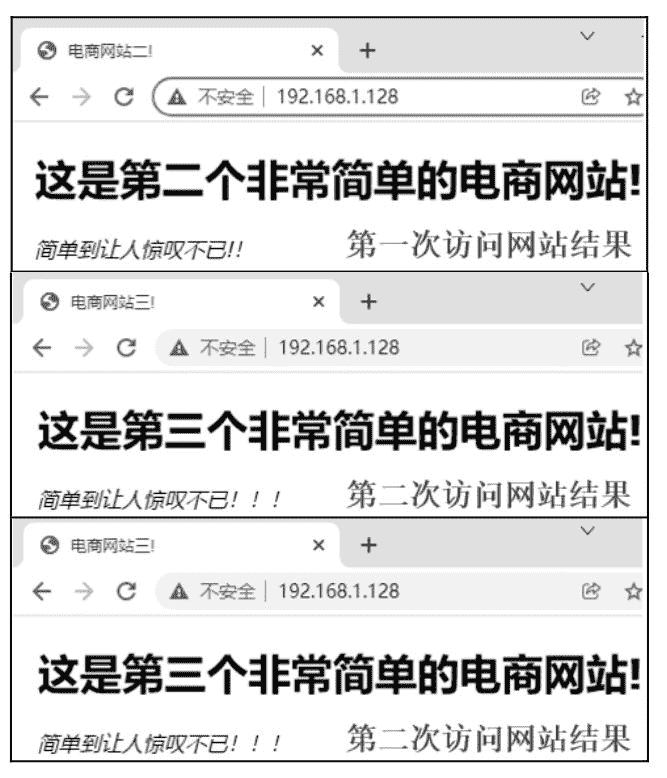 电商网站二!
不安全 192.168.1.128
这是第二个非常简单的电商网站!
简单到让人惊叹不已!! 第一次访问网站结果
电商网站三!
不安全 192.168.1.128
这是第三个非常简单的电商网站!
简单到让人惊叹不已！！！ 第二次访问网站结果
电商网站三!
不安全 192.168.1.128
这是第三个非常简单的电商网站!
简单到让人惊叹不已！！！ 第二次访问网站结果